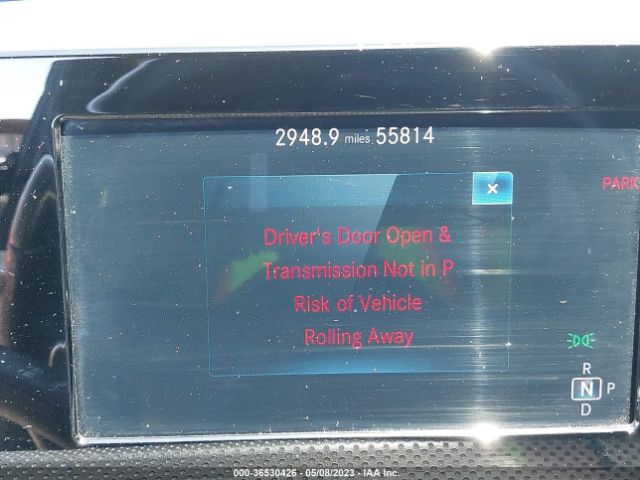 2948.9 miles 55814
×
PARK
Driver's Door Open &
Transmission Not in P
Risk of Vehicle
Rolling Away
R
N P
D
-- 36530426 - 05/08/2023 - IAA Inc. --